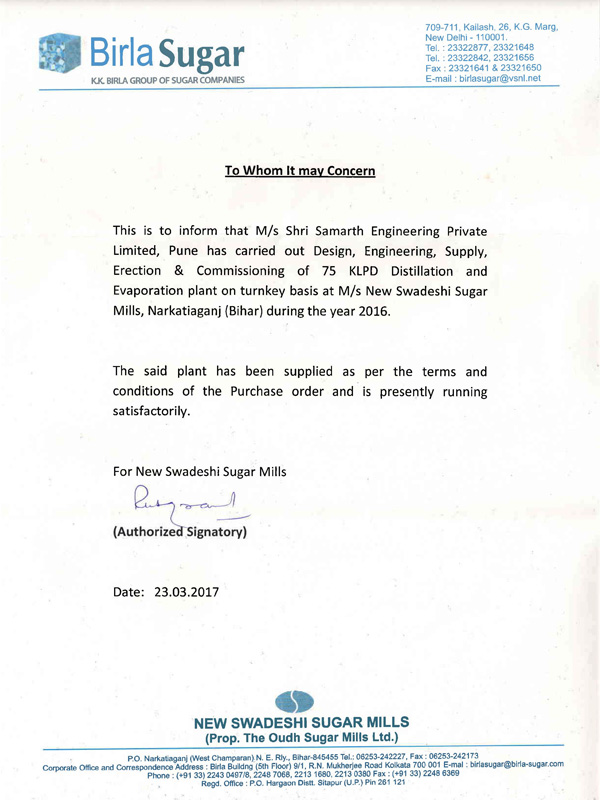 Birla Sugar
K.K. BIRLA GROUP OF SUGAR COMPANIES
709-711, Kailash, 26, K.G. Marg,
New Delhi - 110001.
Tel. : 23322877, 23321648
Tel. : 23322842, 23321656
Fax : 23321641 & 23321650
E-mail : birlasugar@vsnl.net
To Whom It may Concern
This is to inform that M/s Shri Samarth Engineering Private
Limited, Pune has carried out Design, Engineering, Supply,
Erection & Commissioning of 75 KLPD Distillation and
Evaporation plant on turnkey basis at M/s New Swadeshi Sugar
Mills, Narkatiaganj (Bihar) during the year 2016.
The said plant has been supplied as per the terms and
conditions of the Purchase order and is presently running
satisfactorily.
For New Swadeshi Sugar Mills
(Authorized Signatory)
Date: 23.03.2017
NEW SWADESHI SUGAR MILLS
(Prop. The Oudh Sugar Mills Ltd.)
P.O. Narkatiaganj (West Champaran) N. E. Rly., Bihar-845455 Tel.: 06253-242227, Fax : 06253-242173
Corporate Office and Correspondence Address : Birla Buildng (5th Floor) 9/1, R.N. Mukherjee Road Kolkata 700 001 E-mail : birlasugar@birla-sugar.com
Phone : (+91 33) 2243 0497/8, 2248 7068, 2213 1680, 2213 0380 Fax : (+91 33) 2248 6369
Regd. Office : P.O. Hargaon Distt. Sitapur (U.P.) Pin 261 121